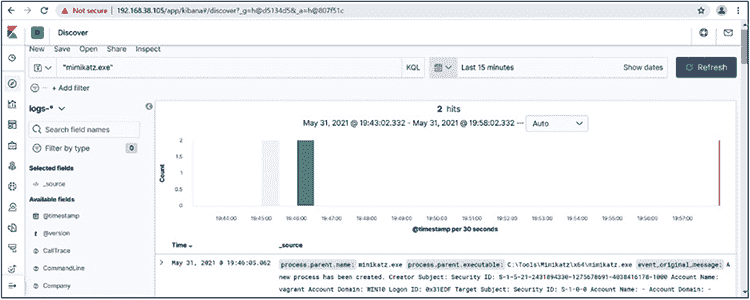 Not secure 192.168.38.105/app/kibana#/discover?_g=h@d5134d5&_a=h@807f51c
D Discover
New Save Open Share Inspect
"mimikatz.exe" KQL Last 15 minutes Show dates Refresh
+ Add filter
logs-*
2 hits
May 31, 2021 @ 19:43:02.332 - May 31, 2021 @ 19:58:02.332 — Auto
Search field names
Filter by type 0
Selected fields
</> _source
Available fields
@timestamp
@version
CallTrace
CommandLine
Company
Count
2
1.5
1
0.5
0
19:44:00 19:45:00 19:46:00 19:47:00 19:48:00 19:49:00 19:50:00 19:51:00 19:52:00 19:53:00 19:54:00 19:55:00 19:56:00 19:57:00
@timestamp per 30 seconds
Time _source
May 31, 2021 @ 19:46:05.062 process.parent.name: mimikatz.exe process.parent.executable: C:\Tools\Mimikatz\x64\mimikatz.exe event_original_message: A
new process has been created. Creator Subject: Security ID: S-1-5-21-2431894330-1275678691-4038416178-1000 Account Name:
vagrant Account Domain: WIN10 Logon ID: 0x31EDF Target Subject: Security ID: S-1-0-0 Account Name: - Account Domain: -